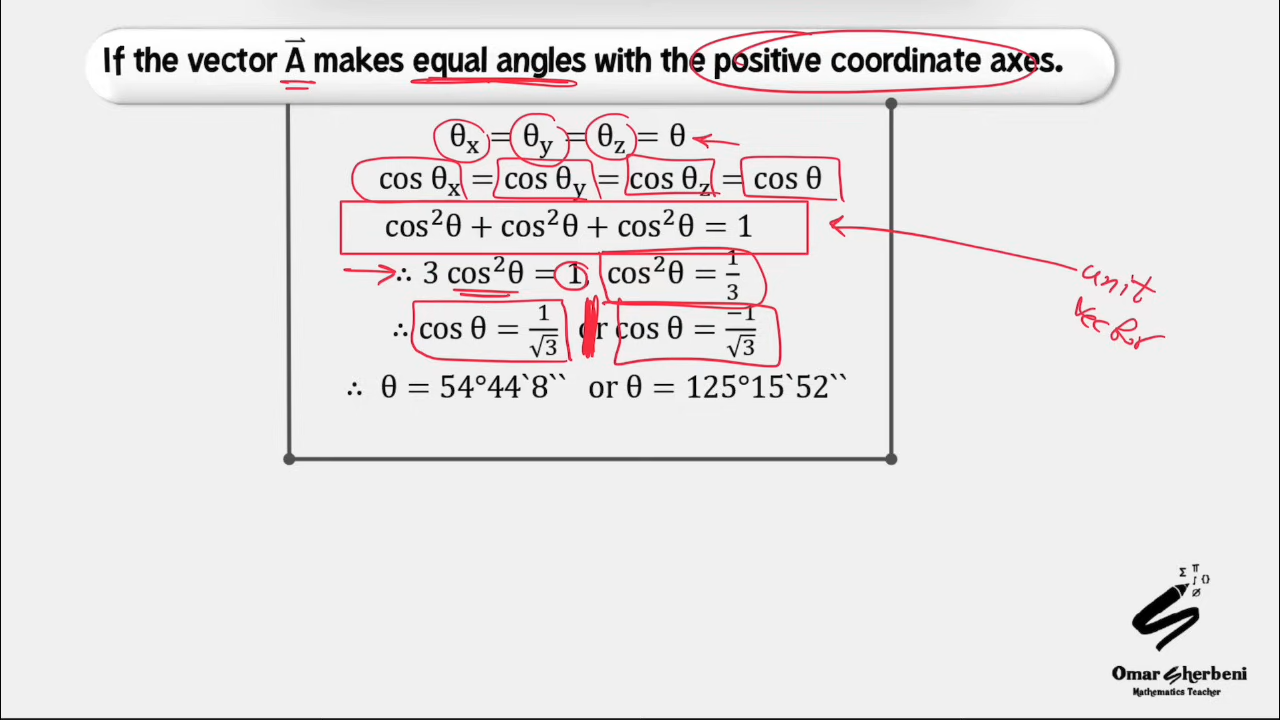 If the vector A⃗ makes equal angles with the positive coordinate axes.
θx = θy = θz = θ
cos θx = cos θy = cos θz = cos θ
cos²θ + cos²θ + cos²θ = 1
∴ 3 cos²θ = 1, cos²θ = 1/3
∴ cos θ = 1/√3 or cos θ = −1/√3
∴ θ = 54°44`8`` or θ = 125°15`52``
unit
vector
Σ π
∫ {}
∅
Omar Sherbeni
Mathematics Teacher